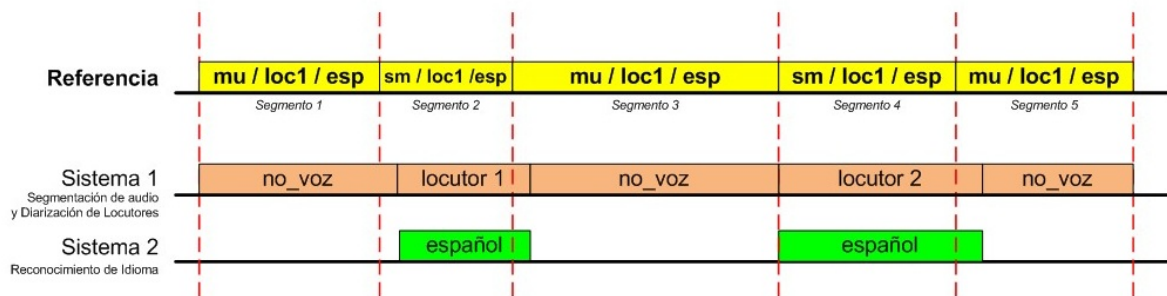 Referencia
mu / loc1 / esp
sm / loc1 /esp
mu / loc1 / esp
sm / loc1 /esp
mu / loc1 / esp
Segmento 1
Segmento 2
Segmento 3
Segmento 4
Segmento 5
Sistema 1
Segmentación de audio
y Diarización de Locutores
no_voz
locutor 1
no_voz
locutor 2
no_voz
Sistema 2
Reconocimiento de Idioma
español
español